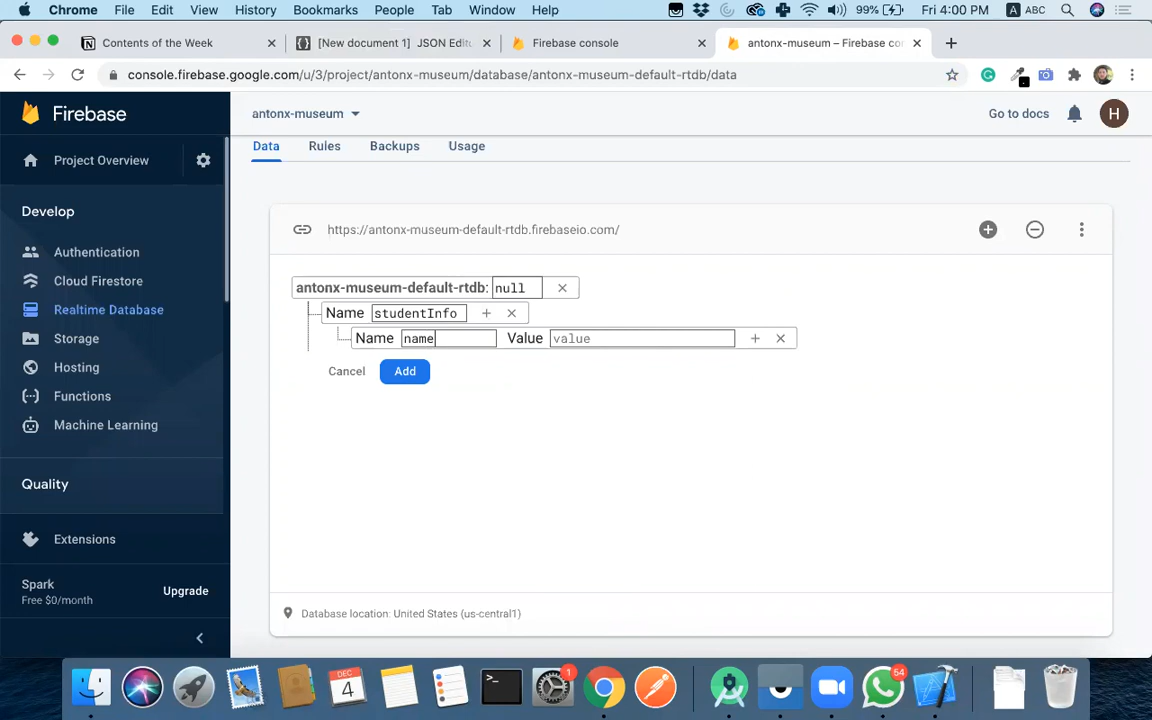 Chrome File Edit View History Bookmarks People Tab Window Help 99% Fri 4:00 PM A ABC
Contents of the Week
[New document 1] JSON Edit
Firebase console
antonx-museum – Firebase co
console.firebase.google.com/u/3/project/antonx-museum/database/antonx-museum-default-rtdb/data
Firebase
antonx-museum
Go to docs
H
Project Overview
Data Rules Backups Usage
Develop
Authentication
Cloud Firestore
Realtime Database
Storage
Hosting
Functions
Machine Learning
Quality
Extensions
Spark
Free $0/month
Upgrade
https://antonx-museum-default-rtdb.firebaseio.com/
antonx-museum-default-rtdb: null
Name studentInfo
Name name Value value
Cancel Add
Database location: United States (us-central1)
DEC
4
1
64